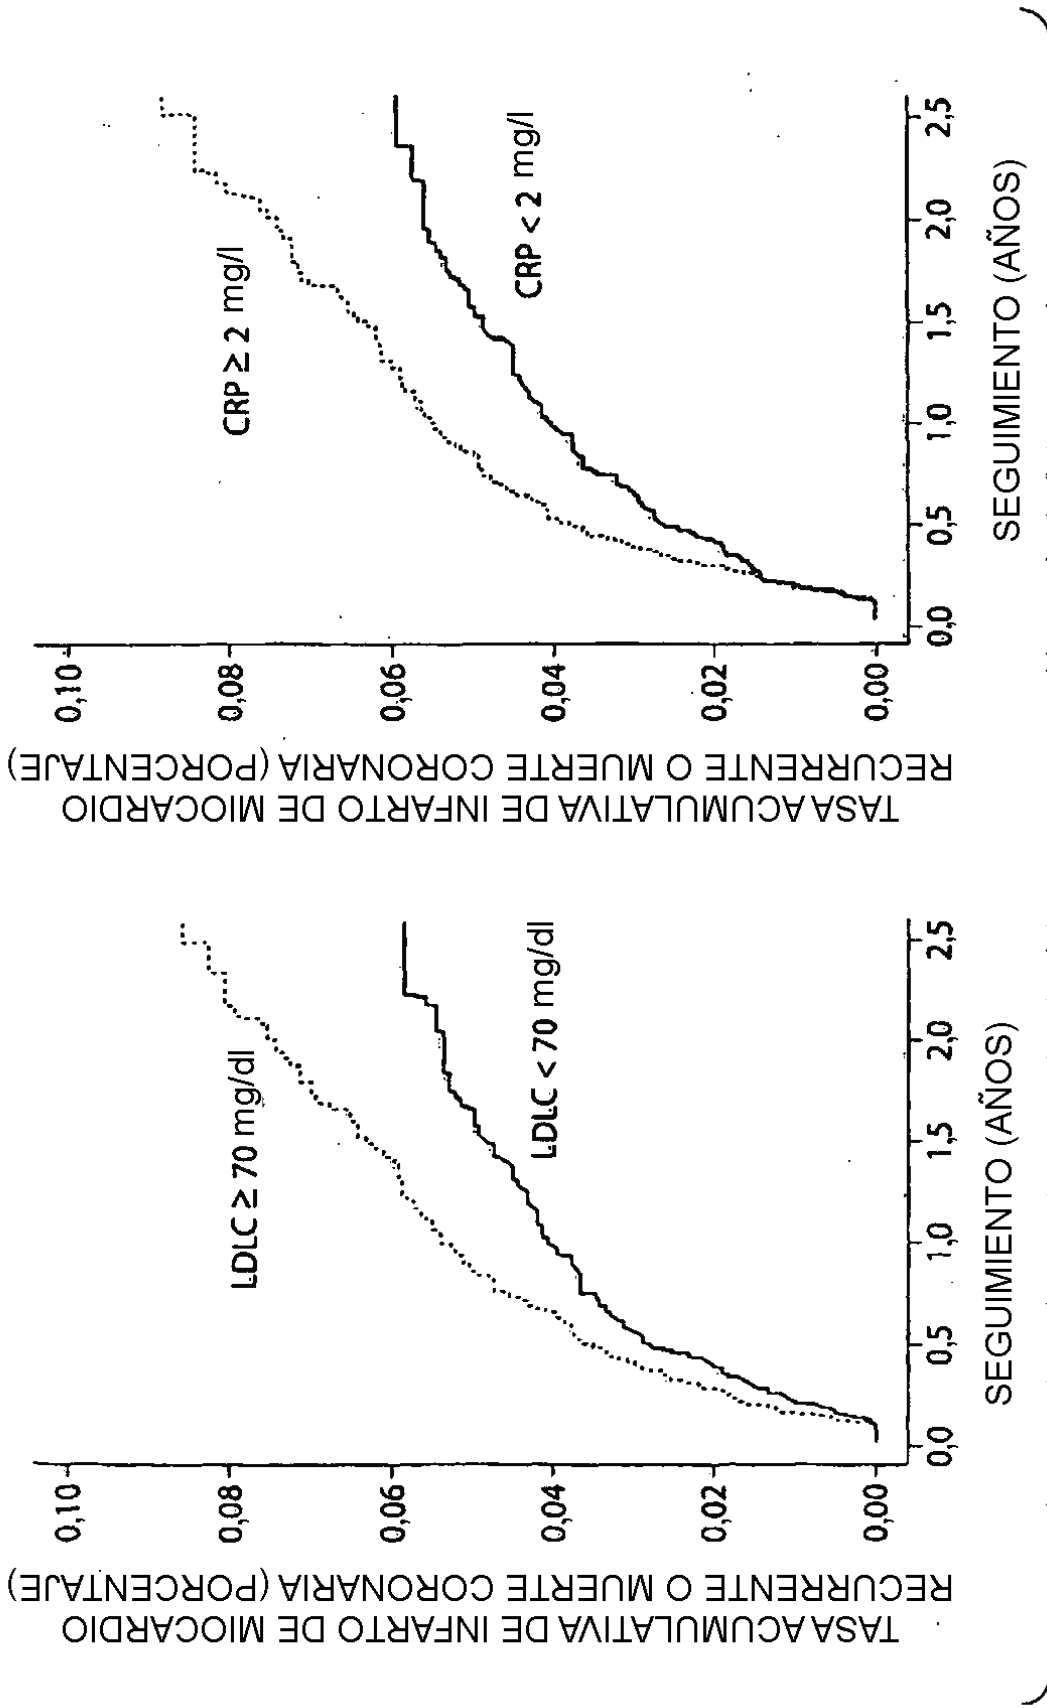 TASA ACUMULATIVA DE INFARTO DE MIOCARDIO
RECURRENTE O MUERTE CORONARIA (PORCENTAJE)
0,10
0,08
0,06
0,04
0,02
0,00
LDLC ≥ 70 mg/dl
LDLC < 70 mg/dl
0,0 0,5 1,0 1,5 2,0 2,5
SEGUIMIENTO (AÑOS)
TASA ACUMULATIVA DE INFARTO DE MIOCARDIO
RECURRENTE O MUERTE CORONARIA (PORCENTAJE)
0,10
0,08
0,06
0,04
0,02
0,00
CRP ≥ 2 mg/l
CRP < 2 mg/l
0,0 0,5 1,0 1,5 2,0 2,5
SEGUIMIENTO (AÑOS)